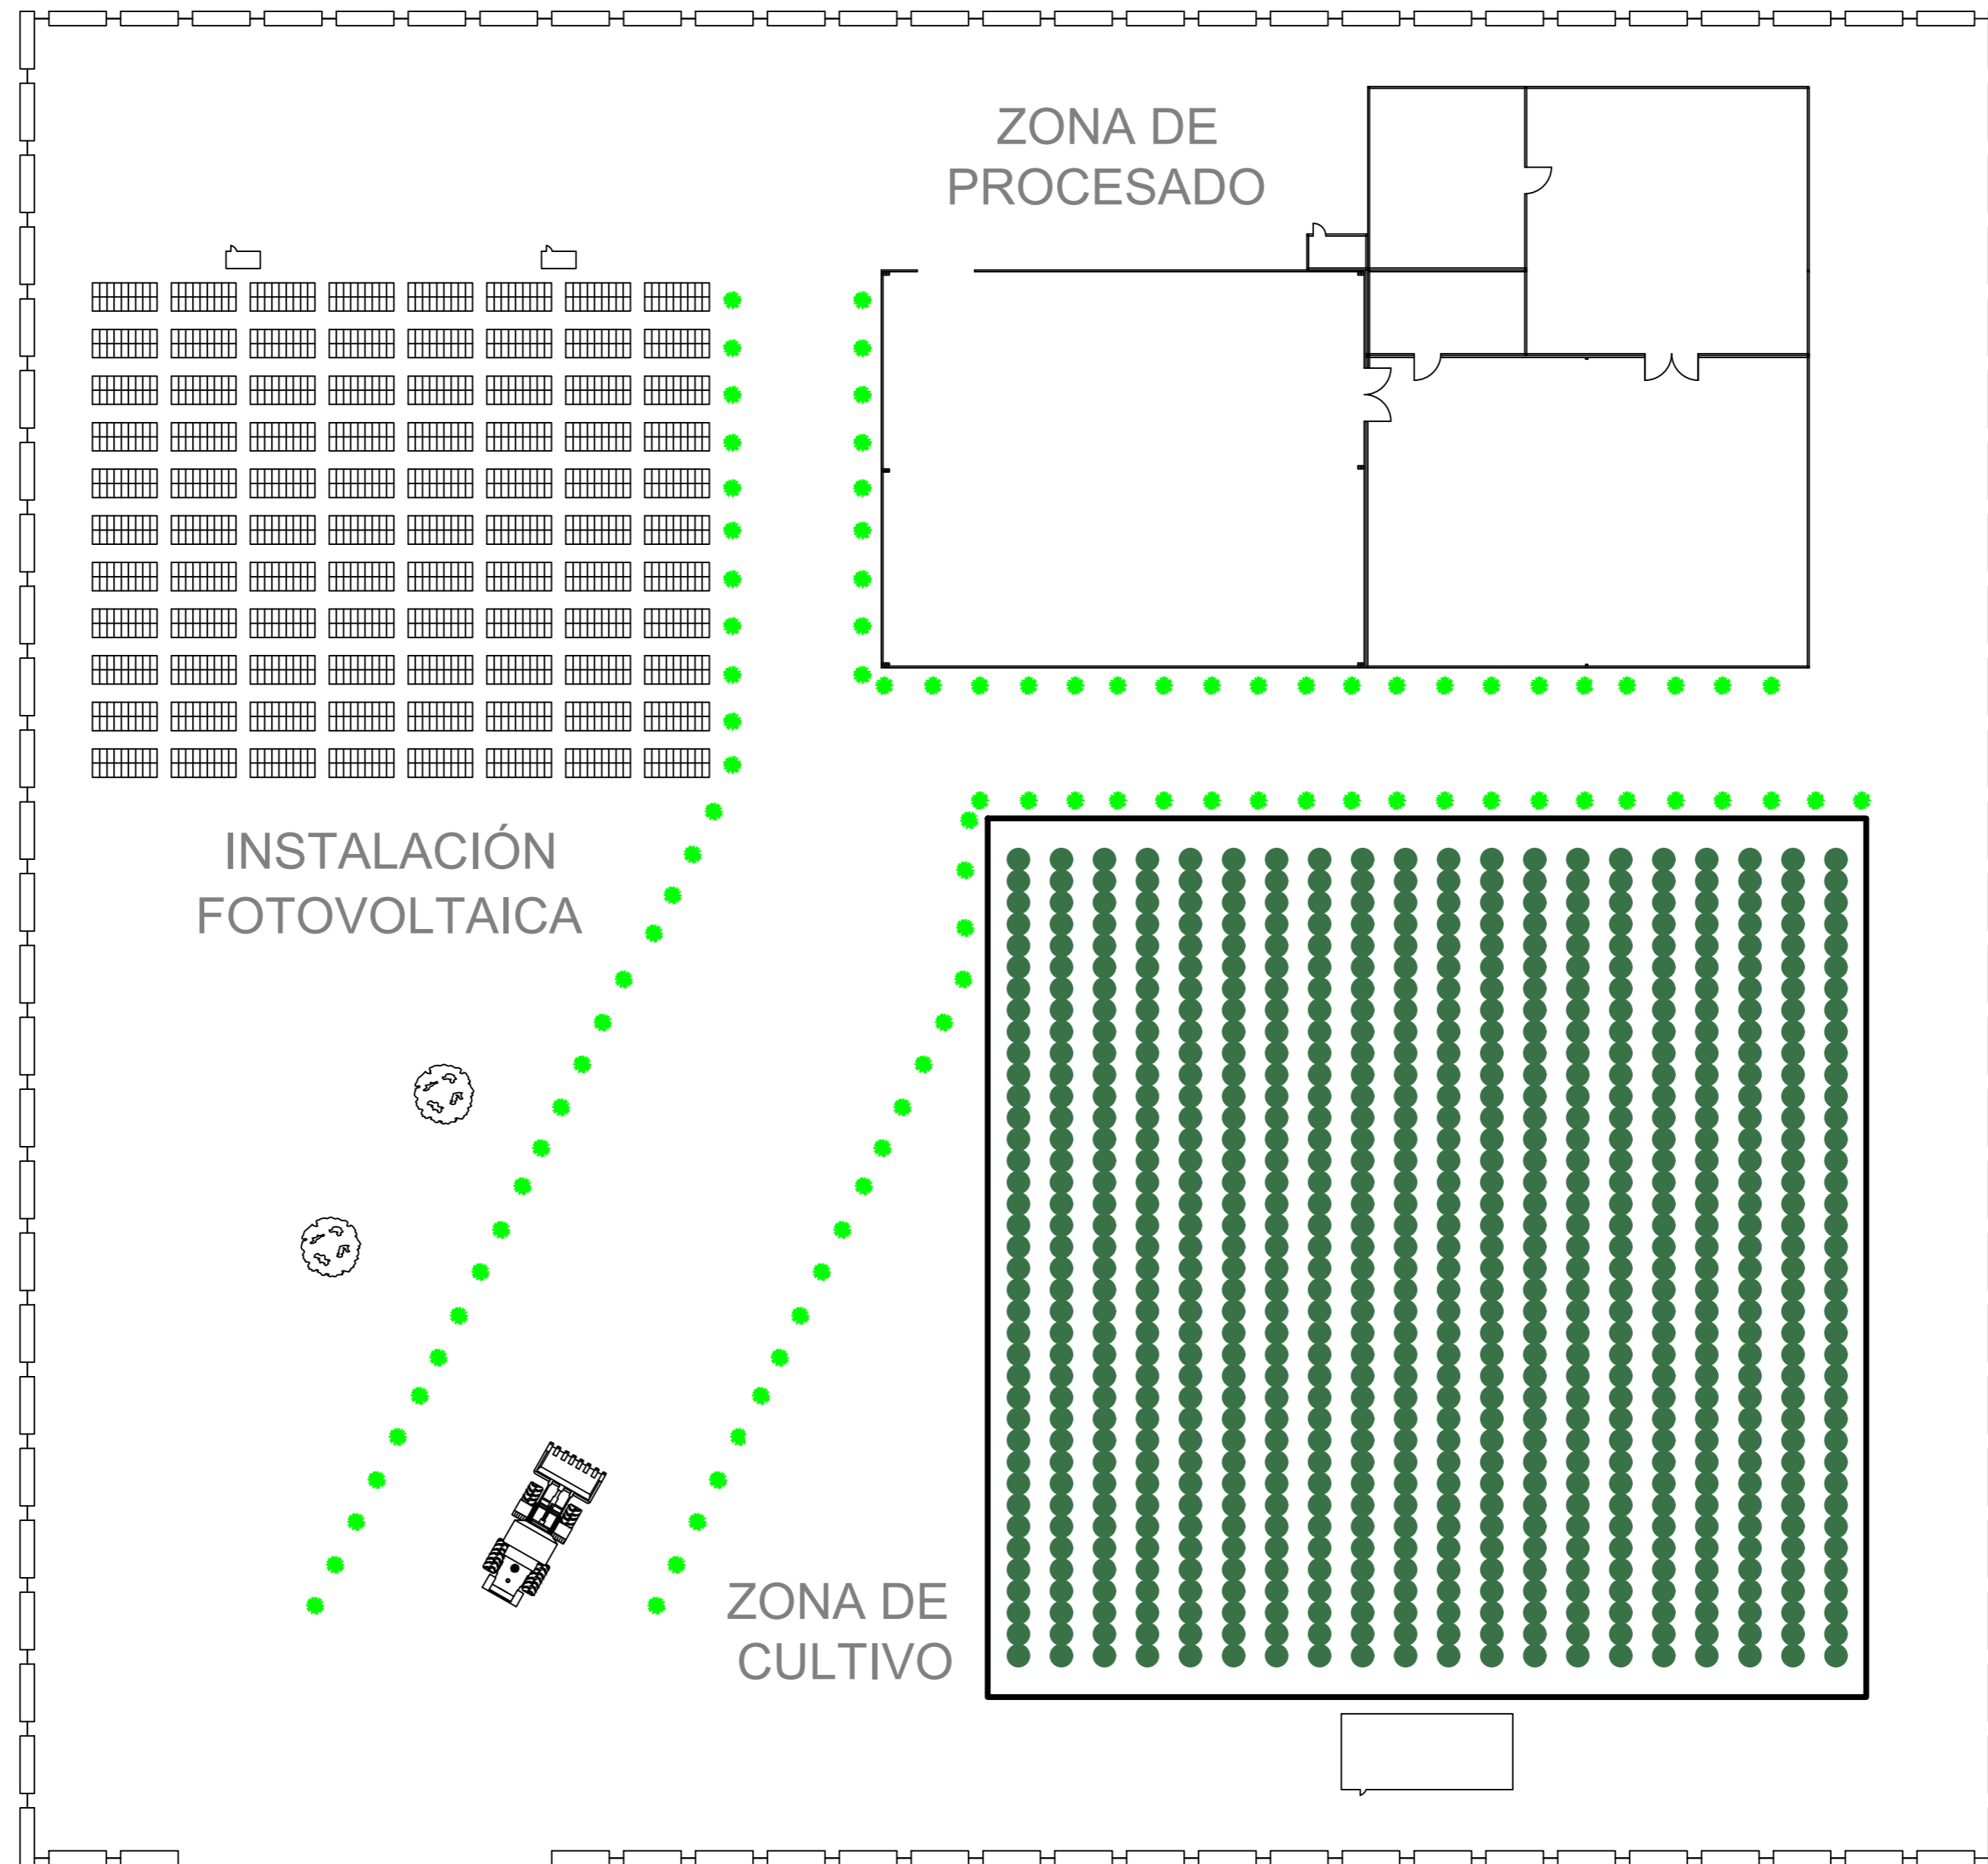 ZONA DE
PROCESADO
INSTALACIÓN
FOTOVOLTAICA
ZONA DE
CULTIVO